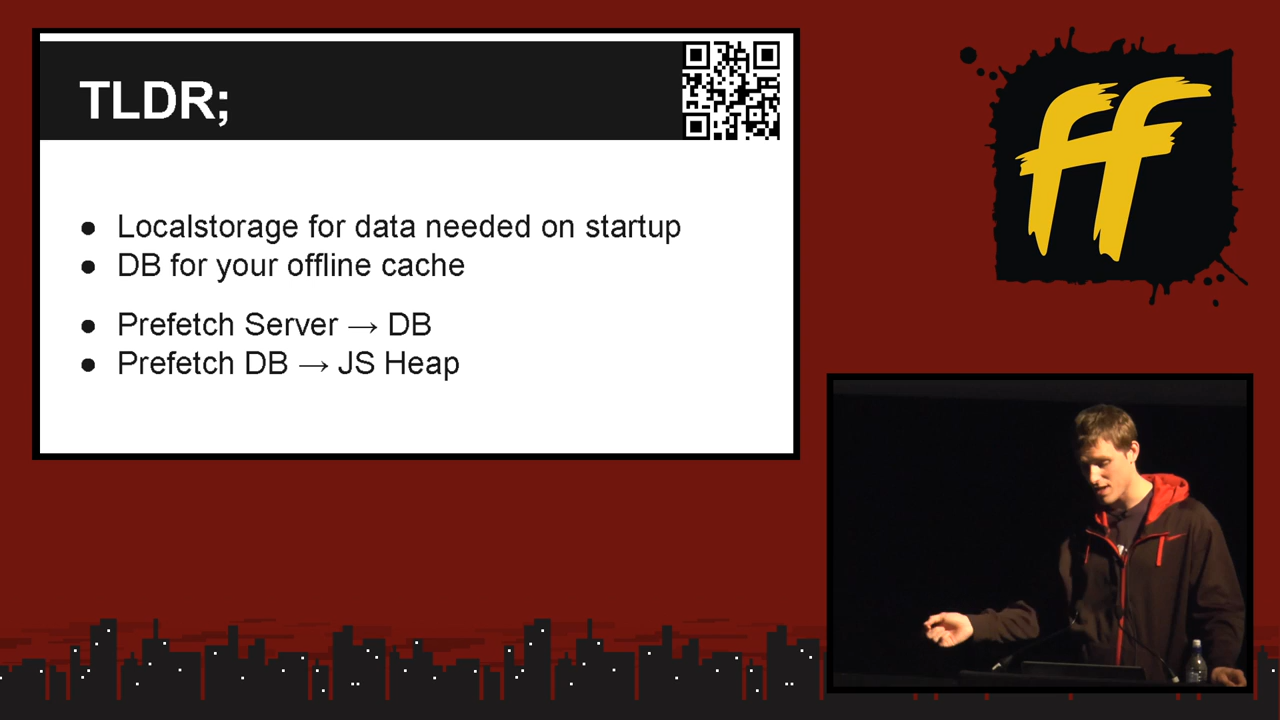 TLDR;
● Localstorage for data needed on startup
● DB for your offline cache
● Prefetch Server → DB
● Prefetch DB → JS Heap
ff